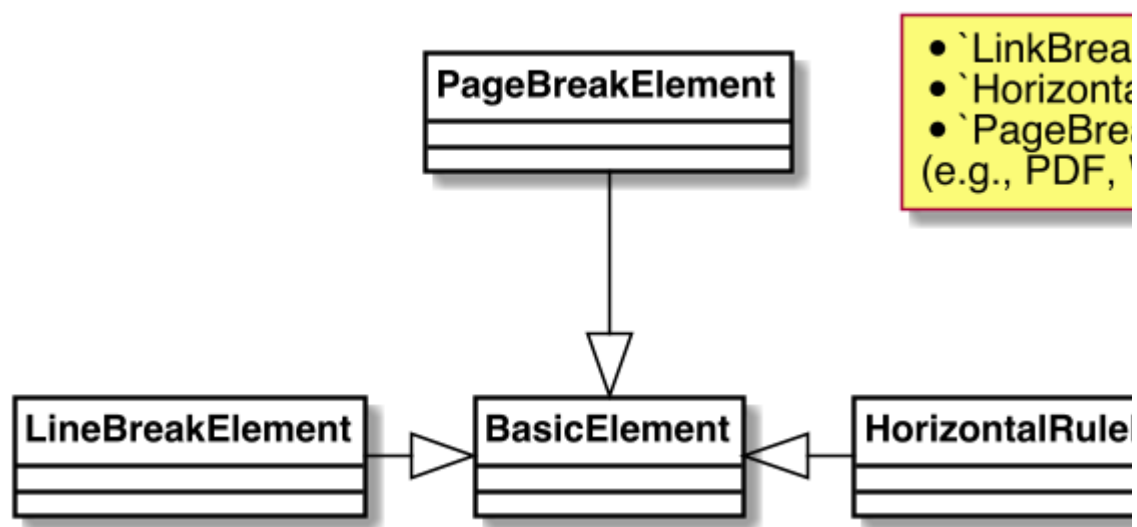 PageBreakElement
• `LinkBrea
• `Horizonta
• `PageBrea
(e.g., PDF,
LineBreakElement
BasicElement
HorizontalRule